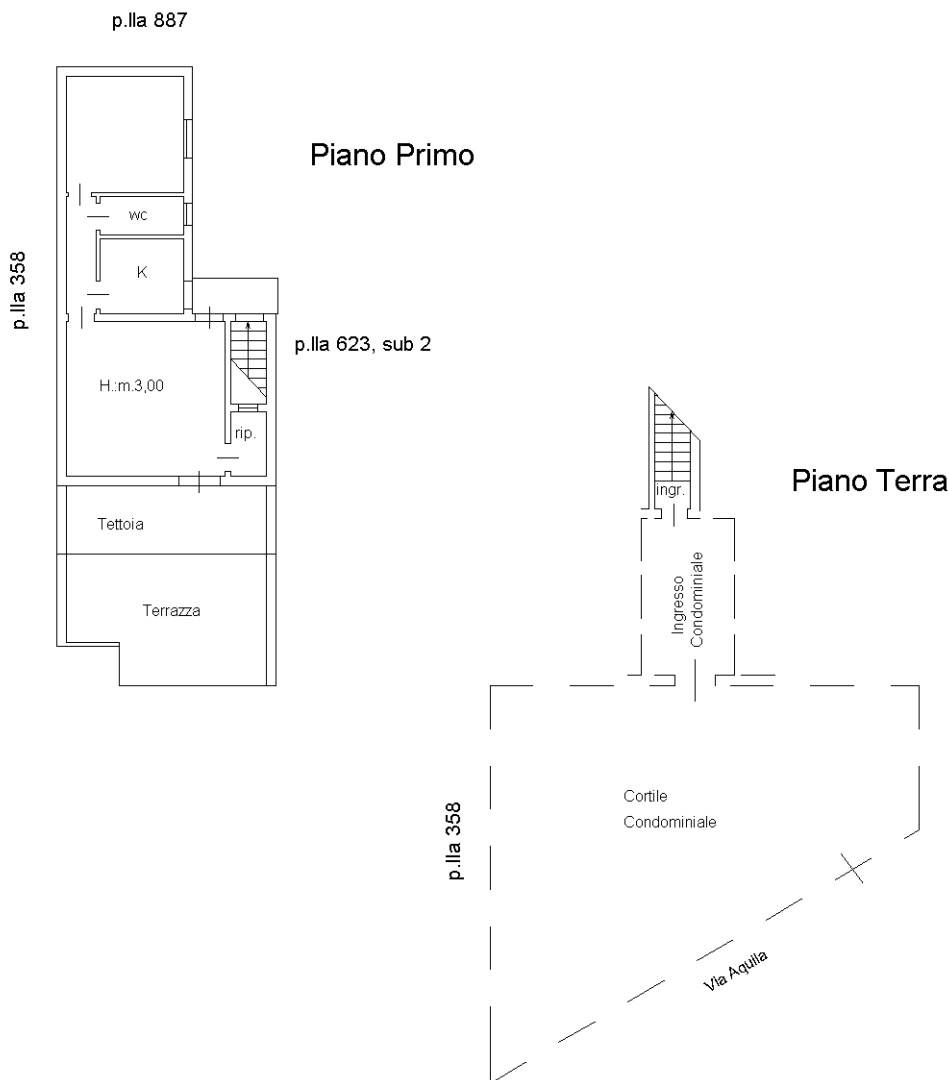 p.lla 887
Piano Primo
wc
p.lla 358
K
p.lla 623, sub 2
H.:m.3,00
rip.
Piano Terra
ingr.
Tettoia
Terrazza
Ingresso
Condominiale
Cortile
Condominiale
p.lla 358
Via Aquila